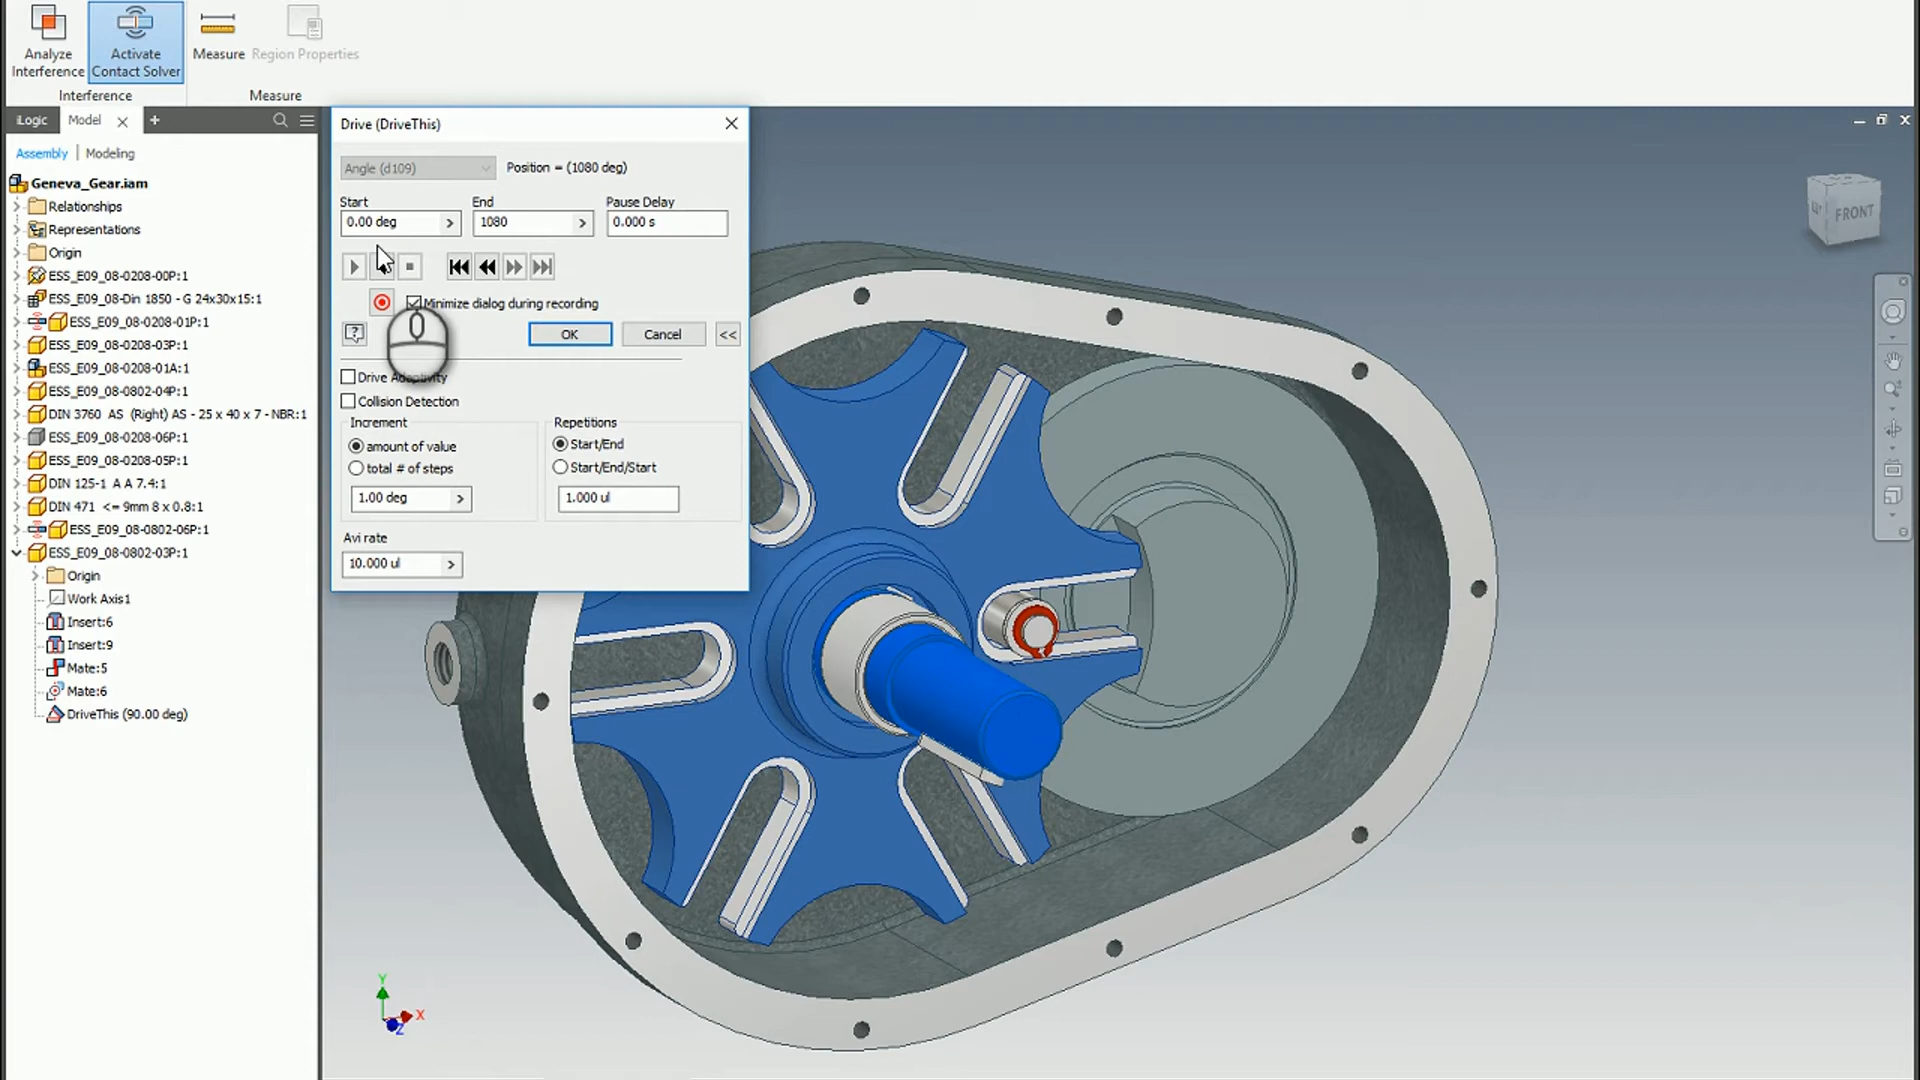 Analyze
Interference
Activate
Contact Solver
Measure
Region Properties
Interference
Measure
iLogic
Model
Assembly
Modeling
Geneva_Gear.iam
Relationships
Representations
Origin
ESS_E09_08-0208-00P:1
ESS_E09_08-Din 1850 - G 24x30x15:1
ESS_E09_08-0208-01P:1
ESS_E09_08-0208-03P:1
ESS_E09_08-0208-01A:1
ESS_E09_08-0802-04P:1
DIN 3760 AS (Right) AS - 25 x 40 x 7 - NBR:1
ESS_E09_08-0208-06P:1
ESS_E09_08-0208-05P:1
DIN 125-1 A A 7.4:1
DIN 471 <= 9mm 8 x 0.8:1
ESS_E09_08-0802-06P:1
ESS_E09_08-0802-03P:1
Origin
Work Axis1
Insert:6
Insert:9
Mate:5
Mate:6
DriveThis (90.00 deg)
Drive (DriveThis)
Angle (d109)
Position = (1080 deg)
Start
End
Pause Delay
0.00 deg
1080
0.000 s
Minimize dialog during recording
OK
Cancel
<<
Drive Adaptivity
Collision Detection
Increment
Repetitions
amount of value
Start/End
total # of steps
Start/End/Start
1.00 deg
1.000 ul
Avi rate
10.000 ul
FRONT
Y
X
Z